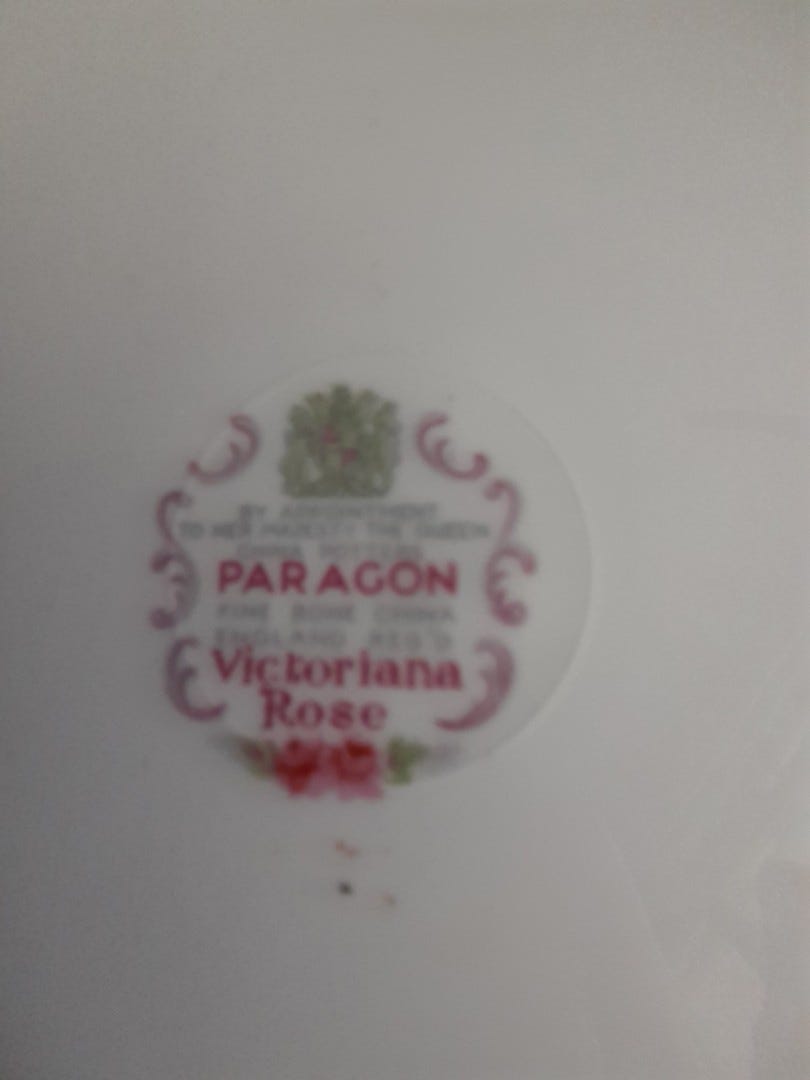 BY APPOINTMENT
TO HER MAJESTY THE QUEEN
CHINA POTTERS
PARAGON
FINE BONE CHINA
ENGLAND REG'D
Victoriana
Rose